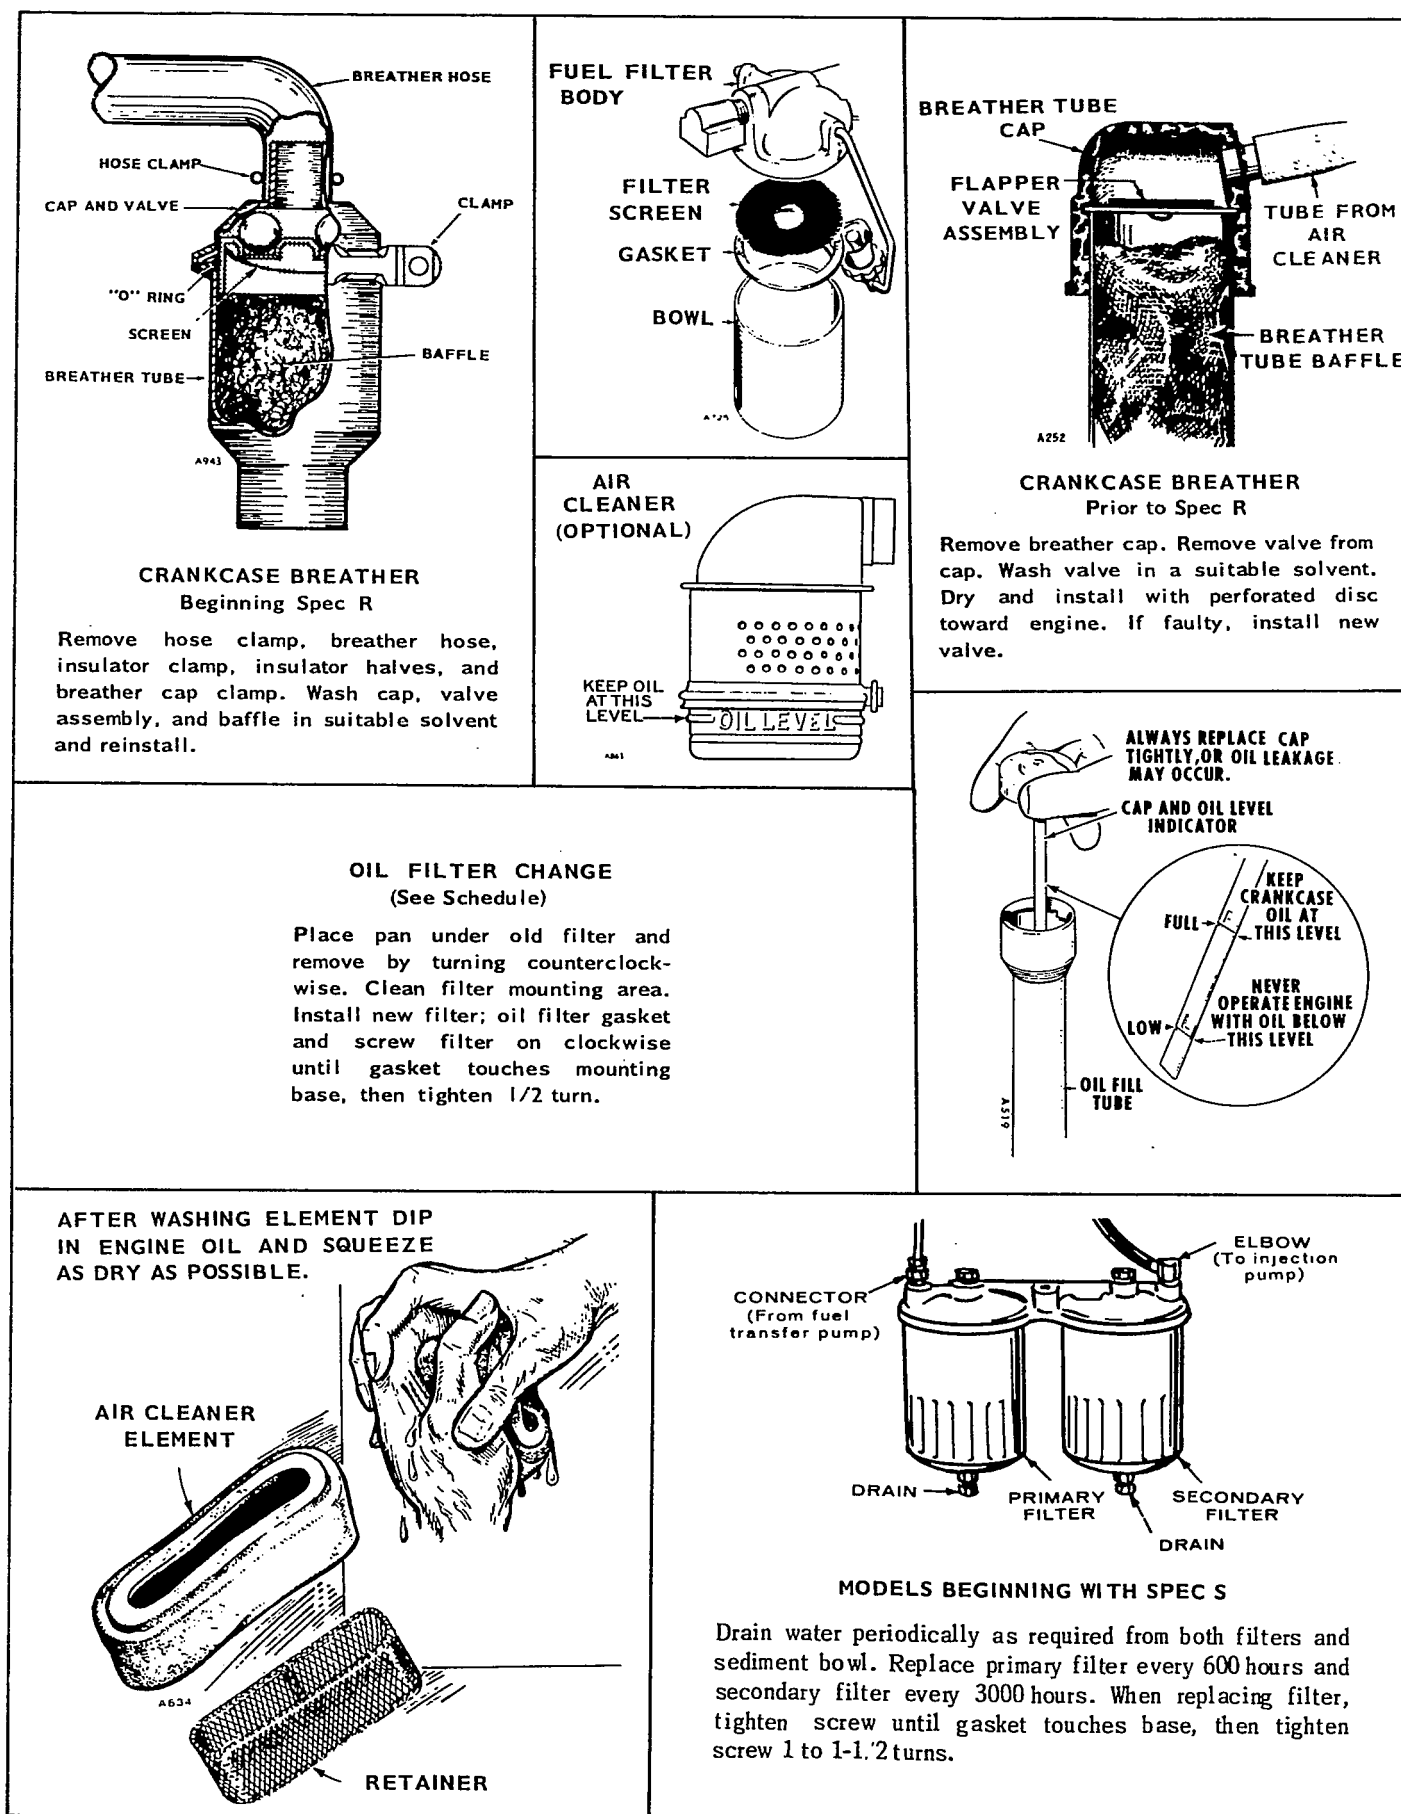 BREATHER HOSE
HOSE CLAMP
CAP AND VALVE
CLAMP
"O" RING
SCREEN
BAFFLE
BREATHER TUBE
A943
CRANKCASE BREATHER
Beginning Spec R
Remove hose clamp, breather hose,
insulator clamp, insulator halves, and
breather cap clamp. Wash cap, valve
assembly, and baffle in suitable solvent
and reinstall.
FUEL FILTER
BODY
FILTER
SCREEN
GASKET
BOWL
AIR
CLEANER
(OPTIONAL)
KEEP OIL
AT THIS
LEVEL
OIL LEVEL
BREATHER TUBE
CAP
FLAPPER
VALVE
ASSEMBLY
TUBE FROM
AIR
CLEANER
BREATHER
TUBE BAFFLE
A252
CRANKCASE BREATHER
Prior to Spec R
Remove breather cap. Remove valve from
cap. Wash valve in a suitable solvent.
Dry and install with perforated disc
toward engine. If faulty, install new
valve.
OIL FILTER CHANGE
(See Schedule)
Place pan under old filter and
remove by turning counterclock-
wise. Clean filter mounting area.
Install new filter; oil filter gasket
and screw filter on clockwise
until gasket touches mounting
base, then tighten 1/2 turn.
ALWAYS REPLACE CAP
TIGHTLY, OR OIL LEAKAGE
MAY OCCUR.
CAP AND OIL LEVEL
INDICATOR
KEEP
CRANKCASE
OIL AT
THIS LEVEL
FULL
F
NEVER
OPERATE ENGINE
WITH OIL BELOW
THIS LEVEL
LOW
OIL FILL
TUBE
A519
AFTER WASHING ELEMENT DIP
IN ENGINE OIL AND SQUEEZE
AS DRY AS POSSIBLE.
AIR CLEANER
ELEMENT
A634
RETAINER
ELBOW
(To injection
pump)
CONNECTOR
(From fuel
transfer pump)
DRAIN
PRIMARY
FILTER
SECONDARY
FILTER
DRAIN
MODELS BEGINNING WITH SPEC S
Drain water periodically as required from both filters and
sediment bowl. Replace primary filter every 600 hours and
secondary filter every 3000 hours. When replacing filter,
tighten screw until gasket touches base, then tighten
screw 1 to 1-1/2 turns.